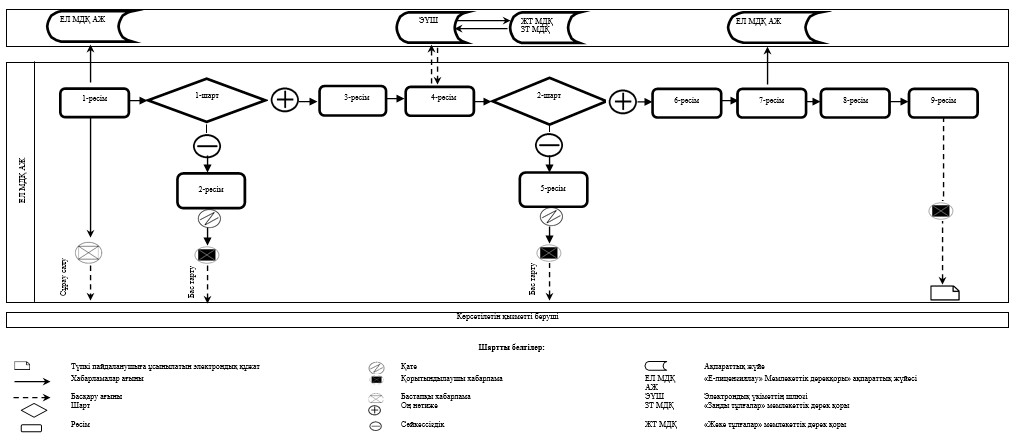 ЕЛ МДҚ АЖ
ЭҮШ
ЖТ МДҚ
ЗТ МДҚ
ЕЛ МДҚ АЖ
ЕЛ МДҚ АЖ
1-рәсім
1-шарт
3-рәсім
4-рәсім
2-шарт
6-рәсім
7-рәсім
8-рәсім
9-рәсім
2-рәсім
5-рәсім
Сұрау салу
Бас тарту
Бас тарту
Көрсетілетін қызметті беруші
Шартты белгілер:
Түпкі пайдаланушыға ұсынылатын электрондық құжат
Хабарламалар ағыны
Басқару ағыны
Шарт
Рәсім
Қате
Қорытындылаушы хабарлама
Бастапқы хабарлама
Оң нәтиже
Сәйкессіздік
Ақпараттық жүйе
ЕЛ МДҚ АЖ
«Е-лицензиялау» Мемлекеттік дерекқоры» ақпараттық жүйесі
ЭҮШ
Электрондық үкіметтің шлюзі
ЗТ МДҚ
«Заңды тұлғалар» мемлекеттік дерек қоры
ЖТ МДҚ
«Жеке тұлғалар» мемлекеттік дерек қоры